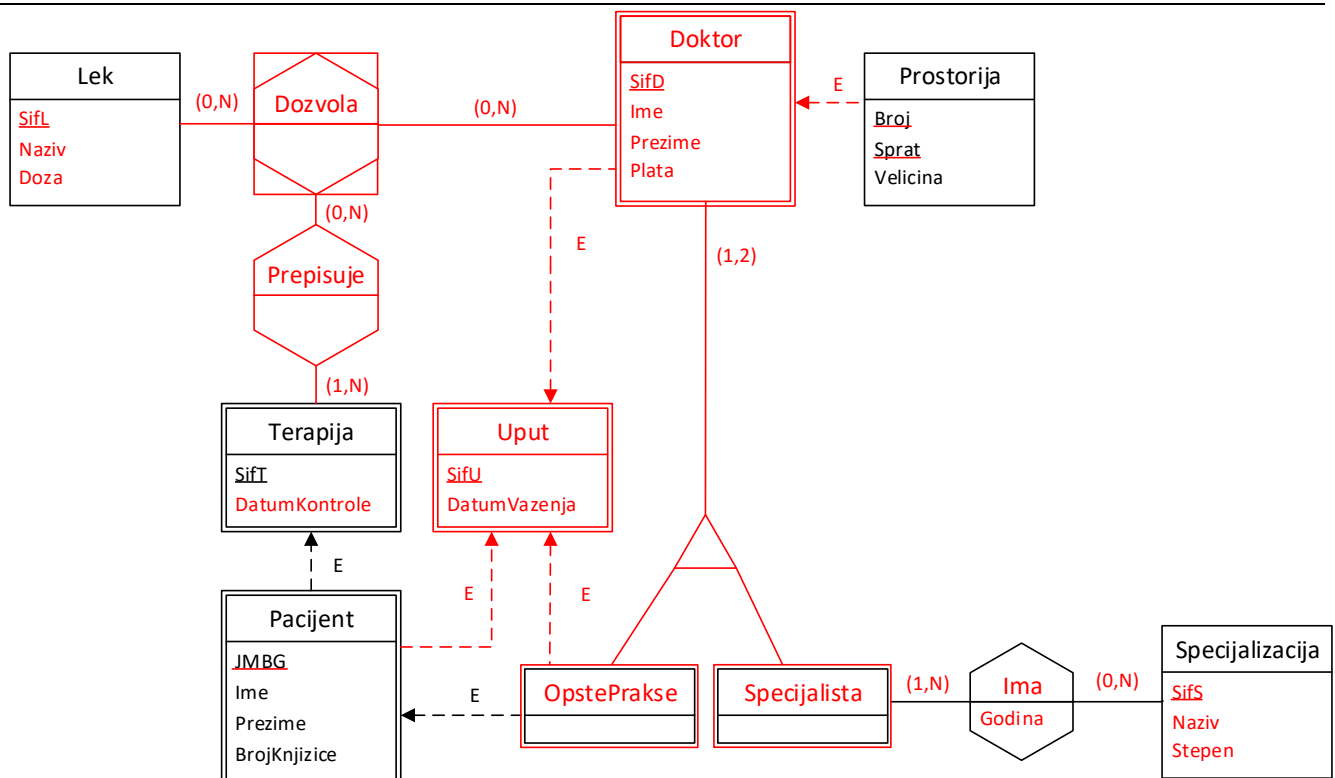 Lek
SifL
Naziv
Doza
(0,N)
Dozvola
(0,N)
Doktor
SifD
Ime
Prezime
Plata
E
Prostorija
Broj
Sprat
Velicina
(0,N)
Prepisuje
(1,N)
E
(1,2)
Terapija
SifT
DatumKontrole
Uput
SifU
DatumVazenja
E
E
E
Pacijent
JMBG
Ime
Prezime
BrojKnjizice
E
OpstePrakse
Specijalista
(1,N)
Ima
Godina
(0,N)
Specijalizacija
SifS
Naziv
Stepen